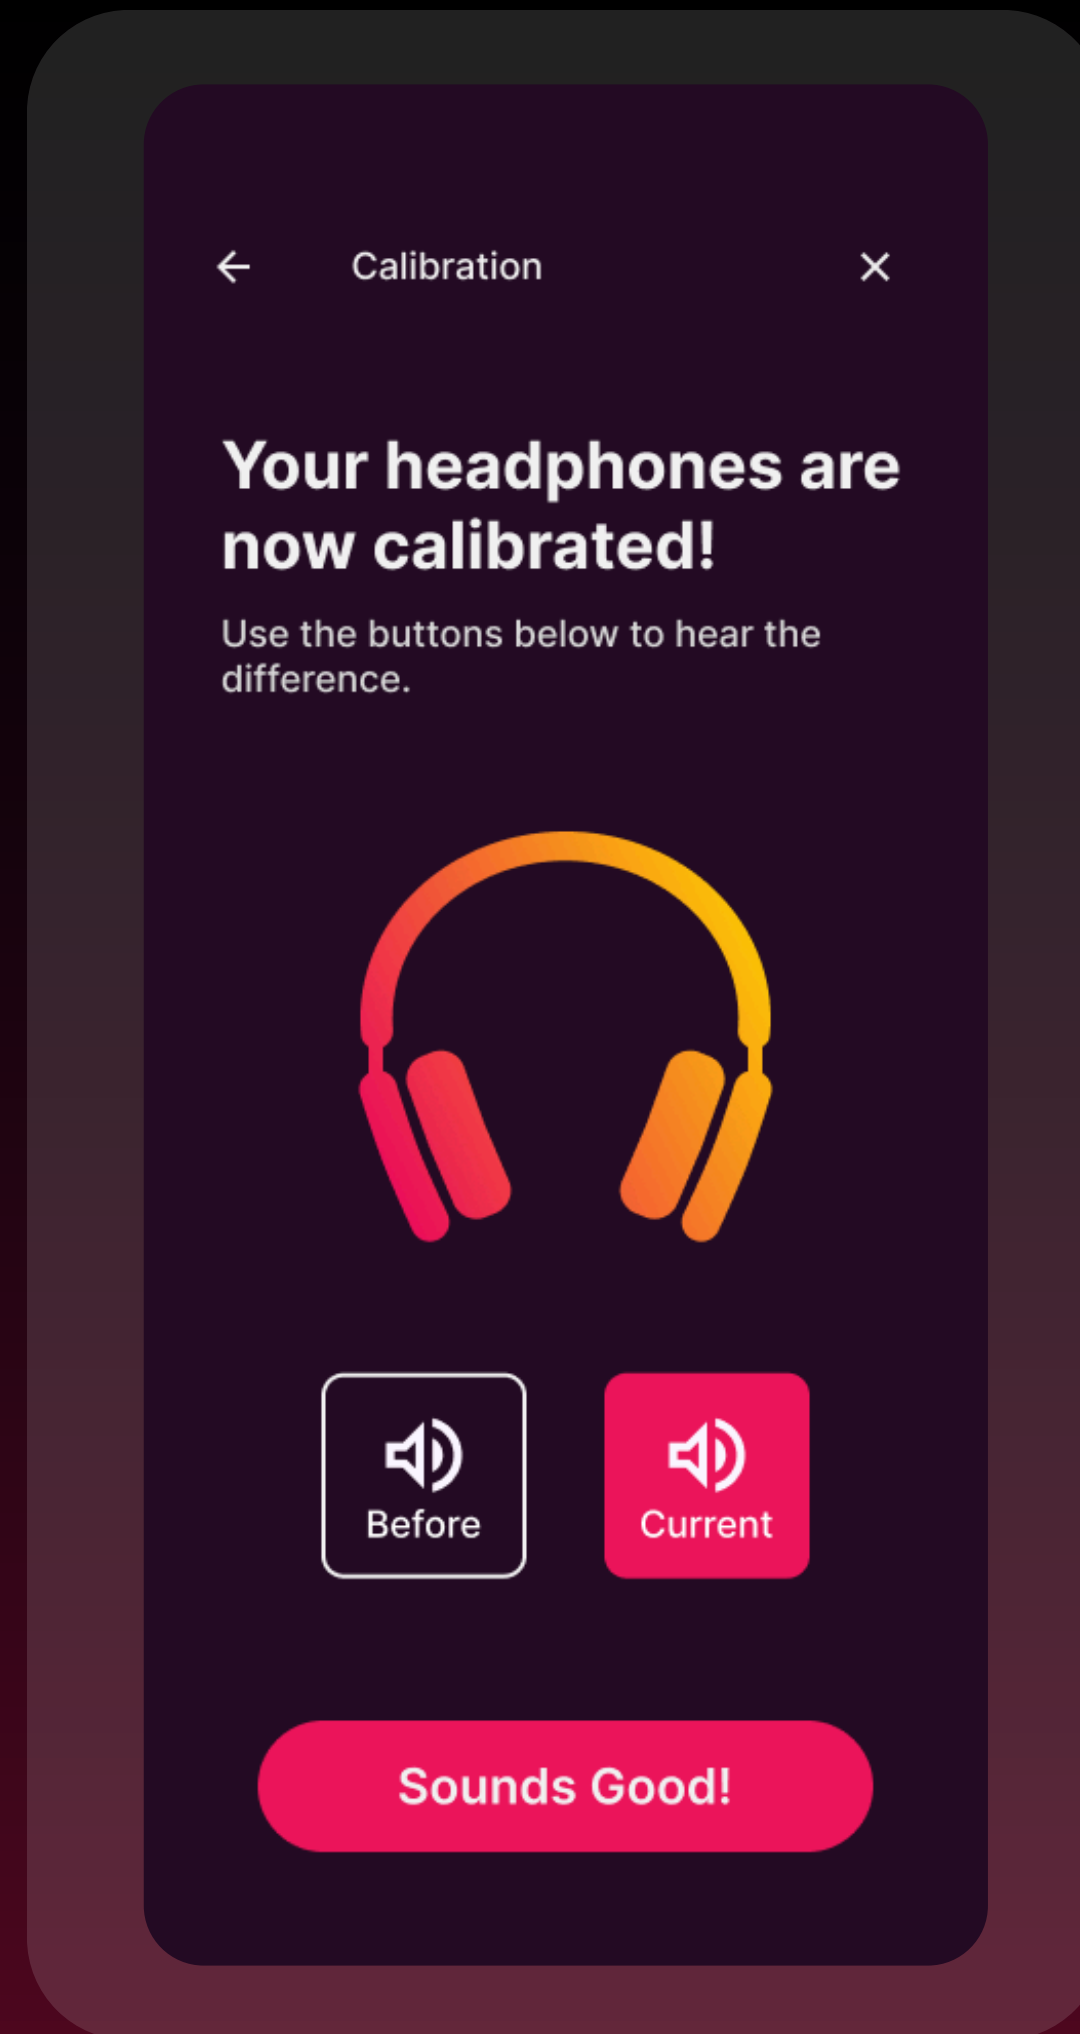 Calibration
Your headphones are
now calibrated!
Use the buttons below to hear the
difference.
Before
Current
Sounds Good!